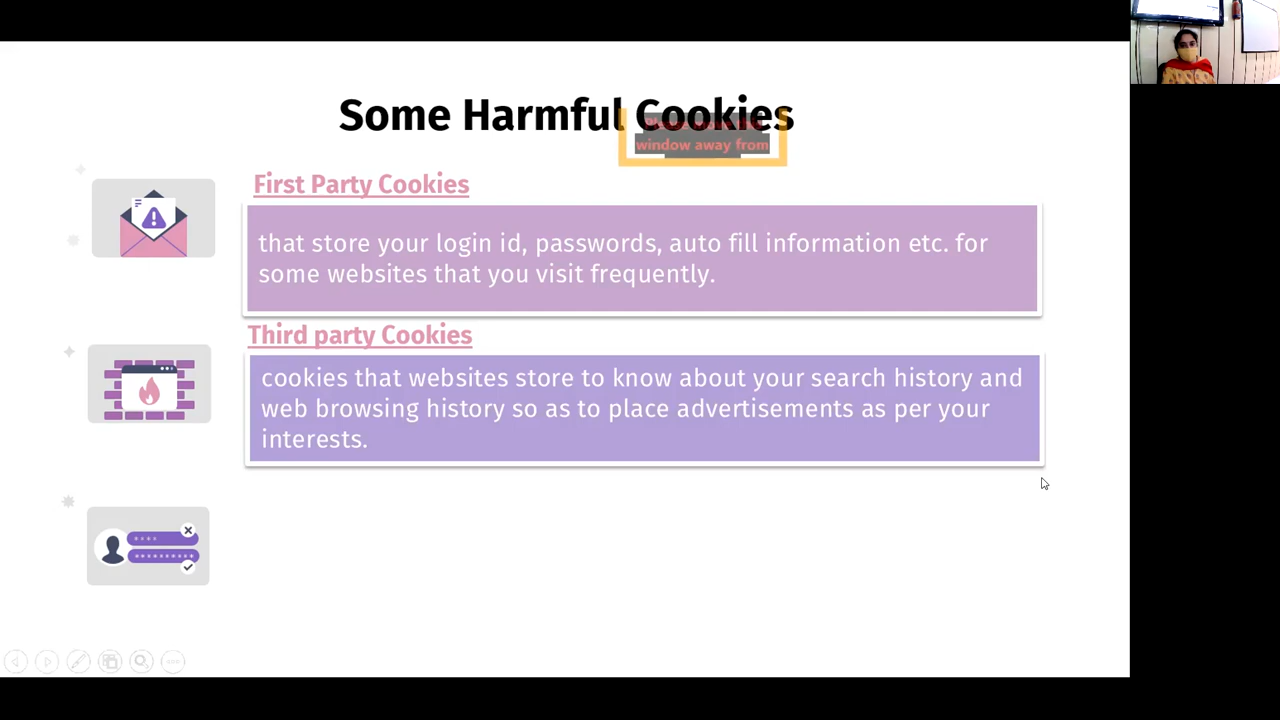 Some Harmful Cookies
window away from
First Party Cookies
that store your login id, passwords, auto fill information etc. for
some websites that you visit frequently.
Third party Cookies
cookies that websites store to know about your search history and
web browsing history so as to place advertisements as per your
interests.